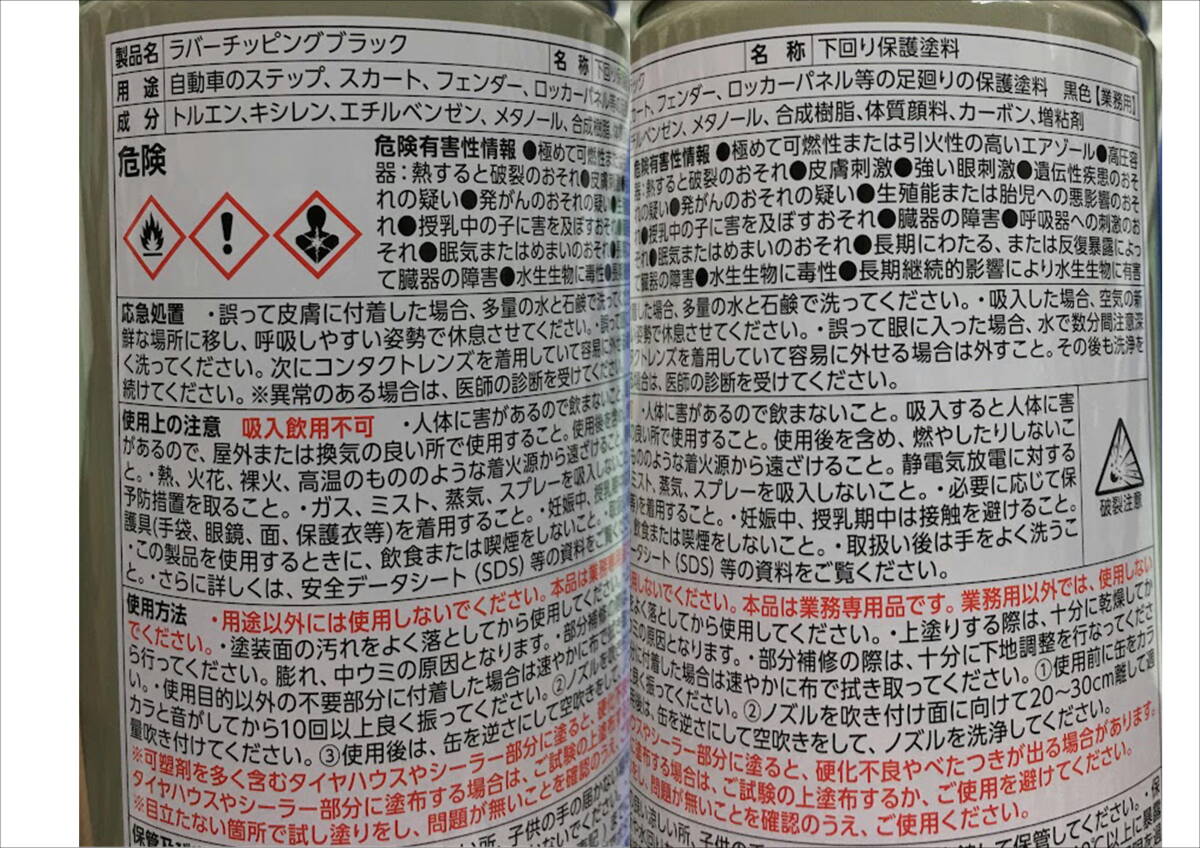 製品名 ラバーチッピングブラック
名 称 下回り保
用 途 自動車のステップ、スカート、フェンダー、ロッカーパネル等の
成 分 トルエン、キシレン、エチルベンゼン、メタノール、合成樹脂
危険
危険有害性情報 ●極めて可燃性また
器：熱すると破裂のおそれ●皮膚
れの疑い●発がんのおそれの疑い
れ●授乳中の子に害を及ぼすおそ
それ●眠気またはめまいのおそれ●
て臓器の障害●水生生物に毒性●
応急処置 ・誤って皮膚に付着した場合、多量の水と石鹸で洗って
鮮な場所に移し、呼吸しやすい姿勢で休息させてください。・誤って
く洗ってください。次にコンタクトレンズを着用していて容易に外せ
続けてください。※異常のある場合は、医師の診断を受けてくだ
使用上の注意 吸入飲用不可 ・人体に害があるので飲まないこと
があるので、屋外または換気の良い所で使用すること。使用後を
と。・熱、火花、裸火、高温のもののような着火源から遠ざけること
予防措置を取ること。・ガス、ミスト、蒸気、スプレーを吸入しない
護具(手袋、眼鏡、面、保護衣等)を着用すること。・妊娠中、授乳
・この製品を使用するときに、飲食または喫煙をしないこと。
と。・さらに詳しくは、安全データシート（SDS）等の資料をご覧
使用方法 ・用途以外には使用しないでください。本品は業務専用
でください。・塗装面の汚れをよく落としてから使用してくださ
ら行ってください。膨れ、中ウミの原因となります。・部分補修
い。・使用目的以外の不要部分に付着した場合は速やかに布で
カラと音がしてから10回以上良く振ってください。②ノズル
量吹き付けてください。③使用後は、缶を逆さにして空吹きをし
※可塑剤を多く含むタイヤハウスやシーラー部分に塗ると、硬化
タイヤハウスやシーラー部分に塗布する場合は、ご試験の上塗布す
※目立たない箇所で試し塗りをし、問題が無いことを確認のうえ、
保管及び
名 称 下回り保護塗料
ート、フェンダー、ロッカーパネル等の足廻りの保護塗料 黒色【業務用】
チルベンゼン、メタノール、合成樹脂、体質顔料、カーボン、増粘剤
危険有害性情報 ●極めて可燃性または引火性の高いエアゾール●高圧容
器：熱すると破裂のおそれ●皮膚刺激●強い眼刺激●遺伝性疾患のおそ
れの疑い●発がんのおそれの疑い●生殖能または胎児への悪影響のおそ
れ●授乳中の子に害を及ぼすおそれ●臓器の障害●呼吸器への刺激のお
それ●眠気またはめまいのおそれ●長期にわたる、または反復暴露によっ
て臓器の障害●水生生物に毒性●長期継続的影響により水生生物に有害
着した場合、多量の水と石鹸で洗ってください。・吸入した場合、空気の新
い姿勢で休息させてください。・誤って眼に入った場合、水で数分間注意深
クトレンズを着用していて容易に外せる場合は外すこと。その後も洗浄を
る場合は、医師の診断を受けてください。
・人体に害があるので飲まないこと。吸入すると人体に害
の良い所で使用すること。使用後を含め、燃やしたりしないこ
もののような着火源から遠ざけること。静電気放電に対する
ミスト、蒸気、スプレーを吸入しないこと。・必要に応じて保
等)を着用すること。・妊娠中、授乳期中は接触を避けること。
飲食または喫煙をしないこと。・取扱い後は手をよく洗うこ
ータシート（SDS）等の資料をご覧ください。
破裂注意
用しないでください。本品は業務専用品です。業務用以外では、使用しない
をよく落としてから使用してください。・上塗りする際は、十分に乾燥してか
ミの原因となります。・部分補修の際は、十分に下地調整を行なってくださ
分に付着した場合は速やかに布で拭き取ってください。①使用前に缶をカラ
良く振ってください。②ノズルを吹き付け面に向けて20〜30cm離して適
後は、缶を逆さにして空吹きをして、ノズルを洗浄してください。
ウスやシーラー部分に塗ると、硬化不良やべたつきが出る場合があります。
塗布する場合は、ご試験の上塗布するか、ご使用を避けてください。
をし、問題が無いことを確認のうえ、ご使用ください。